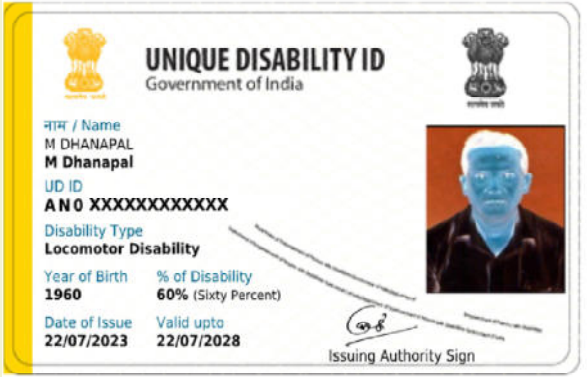 UNIQUE DISABILITY ID
Government of India
नाम / Name
M DHANAPAL
M Dhanapal
UD ID
AN0 XXXXXXXXXXXX
Disability Type
Locomotor Disability
Year of Birth % of Disability
1960 60% (Sixty Percent)
Date of Issue Valid upto
22/07/2023 22/07/2028
Issuing Authority Sign